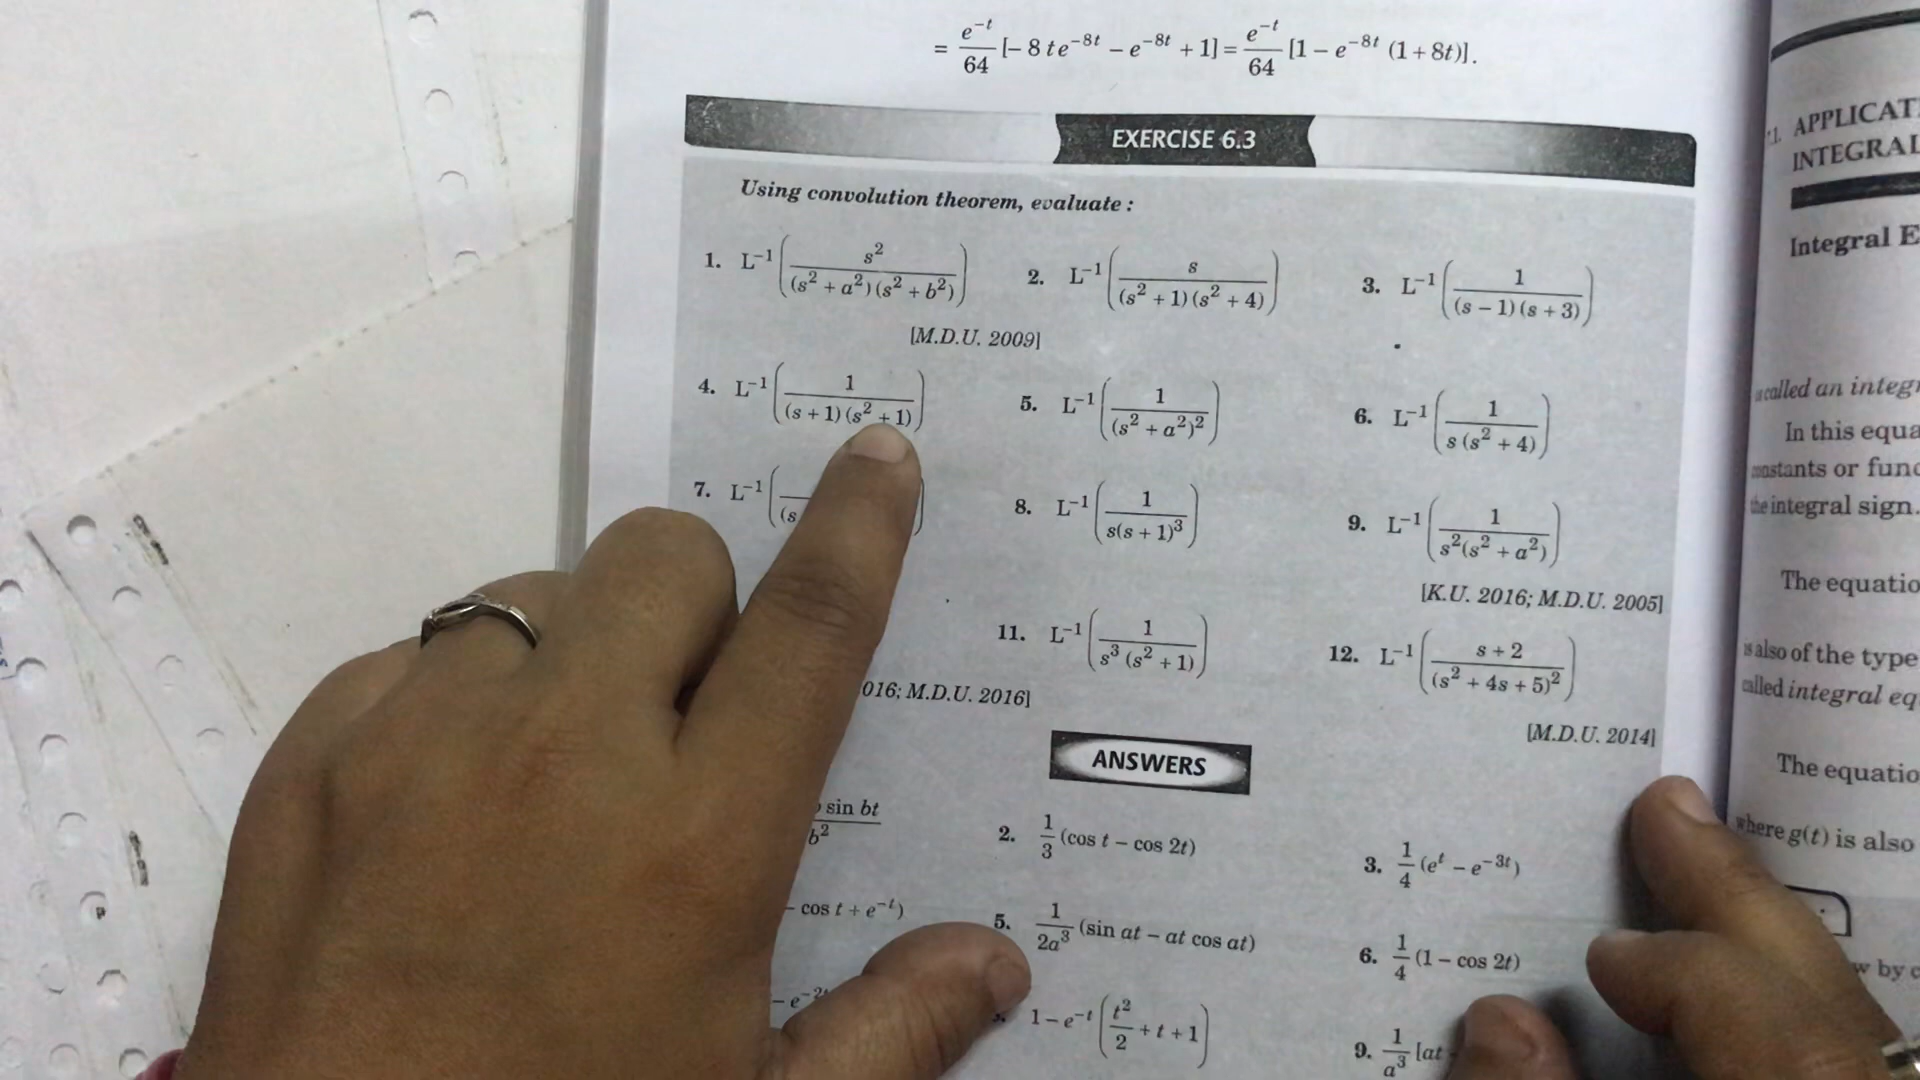 = e^{-t}/64 [– 8 t e^{-8t} – e^{-8t} + 1] = e^{-t}/64 [1 – e^{-8t} (1 + 8t)].
EXERCISE 6.3
Using convolution theorem, evaluate :
1. L^{-1} ( s^2 / (s^2 + a^2) (s^2 + b^2) ) 2. L^{-1} ( s / (s^2 + 1) (s^2 + 4) ) 3. L^{-1} ( 1 / (s – 1) (s + 3) )
[M.D.U. 2009]
4. L^{-1} ( 1 / (s + 1) (s^2 + 1) ) 5. L^{-1} ( 1 / (s^2 + a^2)^2 ) 6. L^{-1} ( 1 / s (s^2 + 4) )
7. L^{-1} ( (s 8. L^{-1} ( 1 / s(s + 1)^3 ) 9. L^{-1} ( 1 / s^2(s^2 + a^2) )
[K.U. 2016; M.D.U. 2005]
11. L^{-1} ( 1 / s^3 (s^2 + 1) ) 12. L^{-1} ( s + 2 / (s^2 + 4s + 5)^2 )
016; M.D.U. 2016]
[M.D.U. 2014]
ANSWERS
sin bt / b^2 2. 1/3 (cos t – cos 2t) 3. 1/4 (e^t – e^{-3t})
– cos t + e^{-t}) 5. 1/2a^3 (sin at – at cos at) 6. 1/4 (1 – cos 2t)
1 – e^{-t} ( t^2/2 + t + 1 ) 9. 1/a^3 [at
APPLICAT
INTEGRAL
Integral E
called an integ
In this equa
constants or func
the integral sign.
The equatio
is also of the type
called integral eq
The equatio
where g(t) is also
w by c